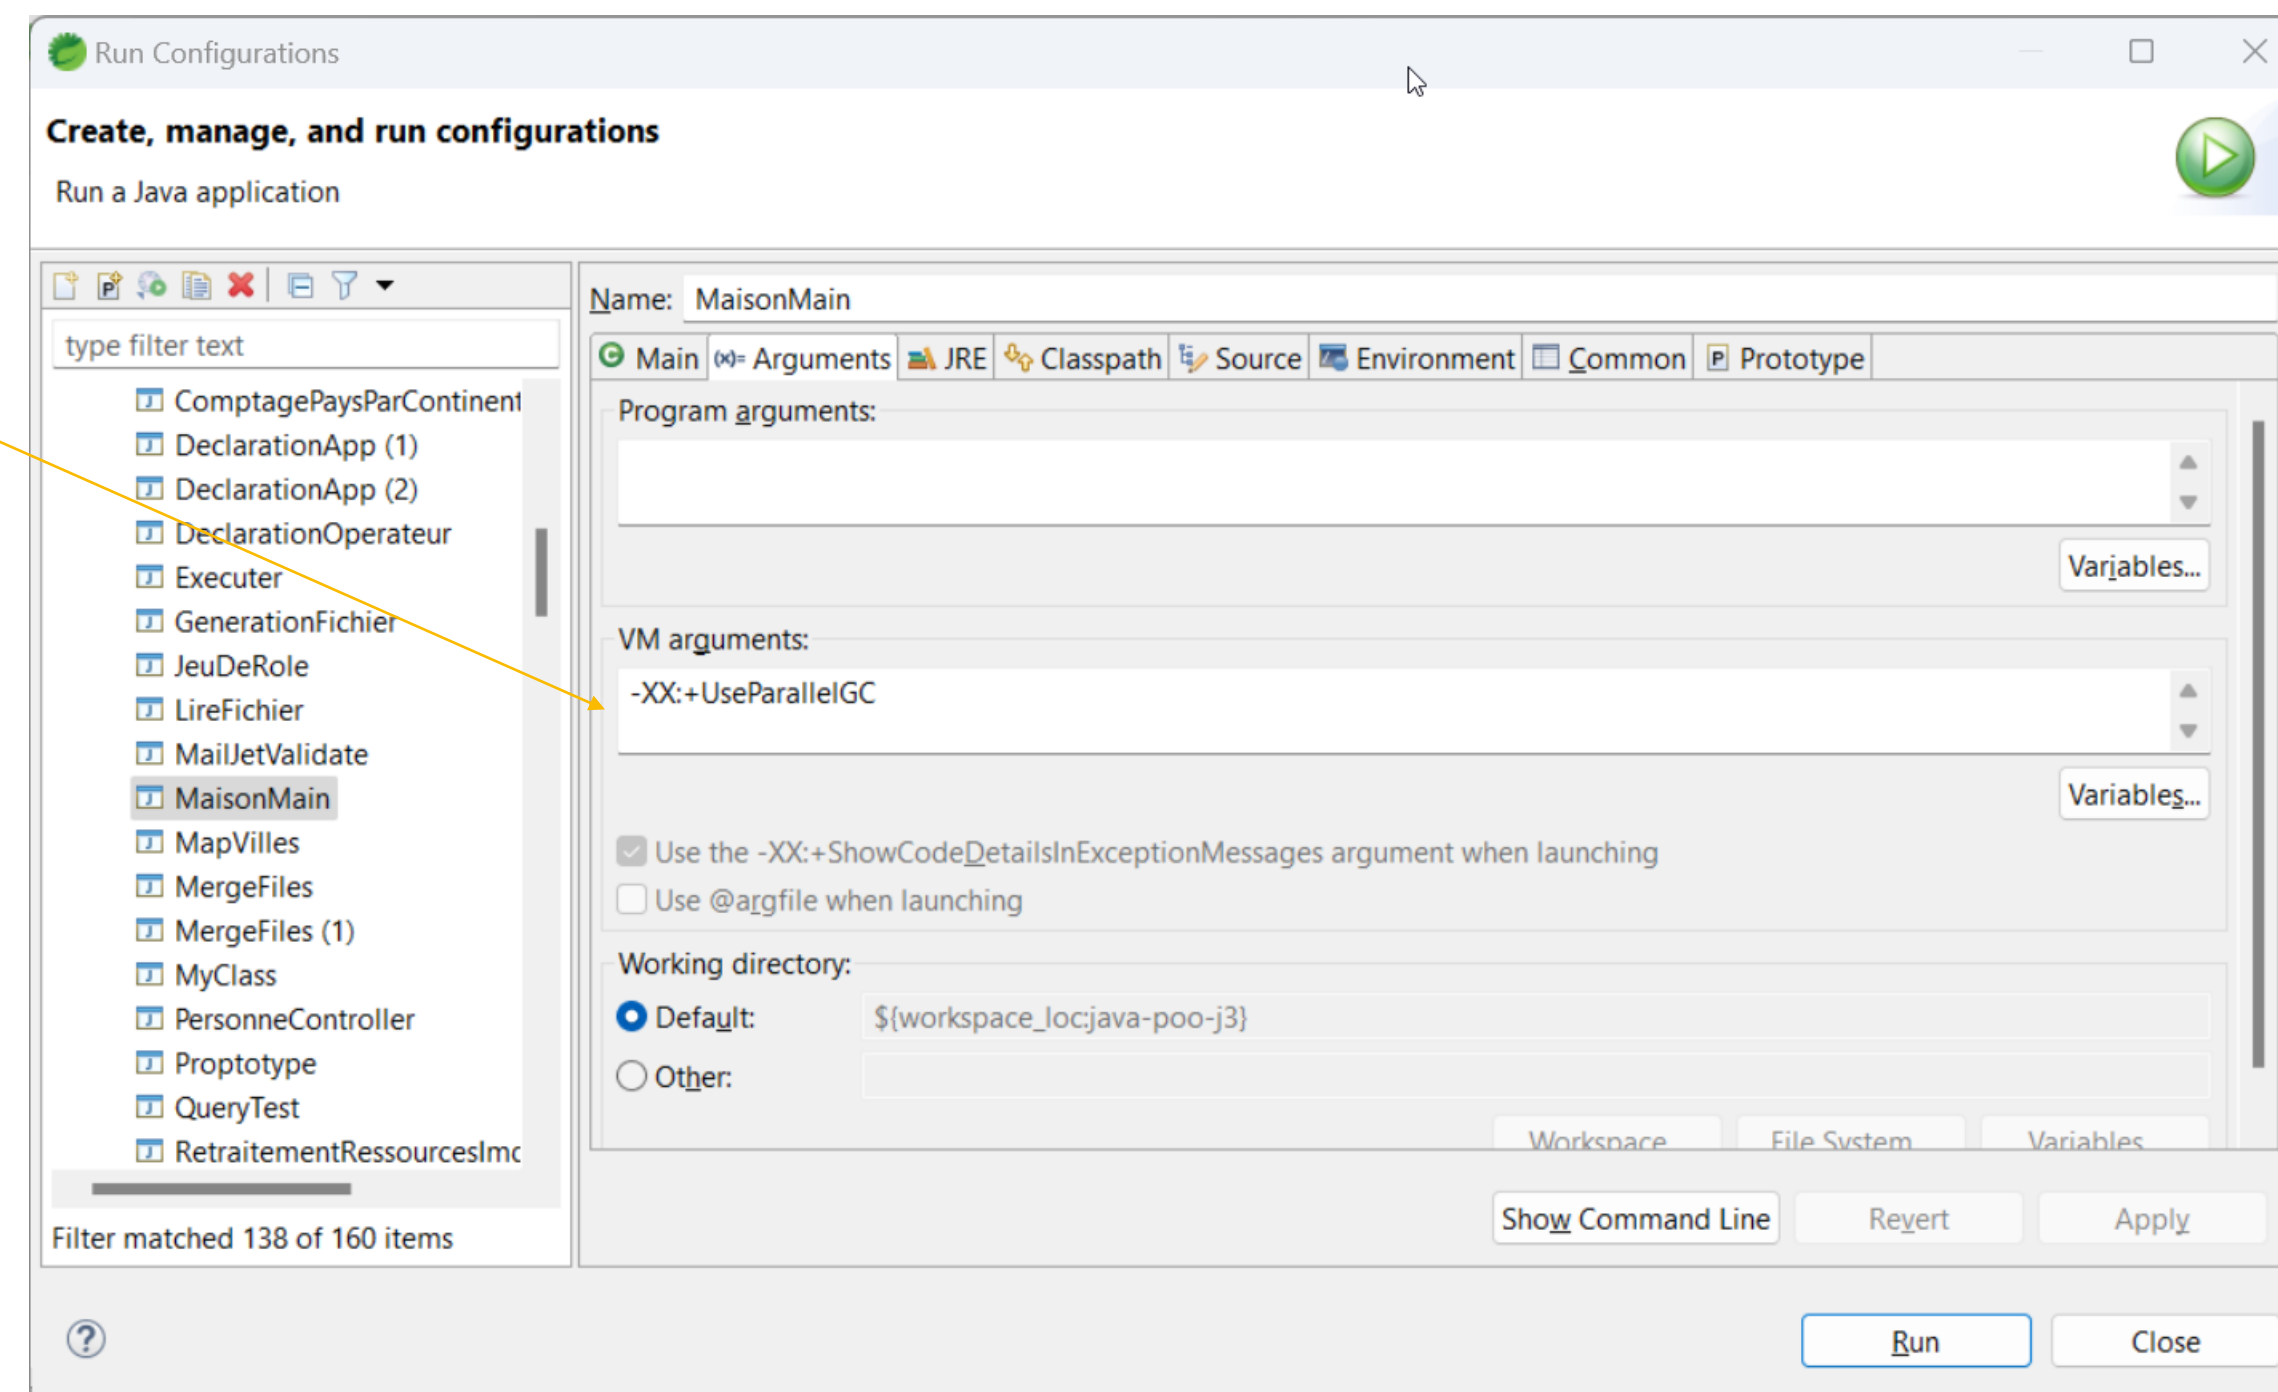 Run Configurations
Create, manage, and run configurations
Run a Java application
type filter text
ComptagePaysParContinent
DeclarationApp (1)
DeclarationApp (2)
DeclarationOperateur
Executer
GenerationFichier
JeuDeRole
LireFichier
MailJetValidate
MaisonMain
MapVilles
MergeFiles
MergeFiles (1)
MyClass
PersonneController
Proptotype
QueryTest
RetraitementRessourcesImc
Filter matched 138 of 160 items
Name: MaisonMain
Main (x)= Arguments JRE Classpath Source Environment Common P Prototype
Program arguments:
Variables...
VM arguments:
-XX:+UseParallelGC
Variables...
Use the -XX:+ShowCodeDetailsInExceptionMessages argument when launching
Use @argfile when launching
Working directory:
Default: ${workspace_loc:java-poo-j3}
Other:
Workspace File System Variables
Show Command Line Revert Apply
Run Close